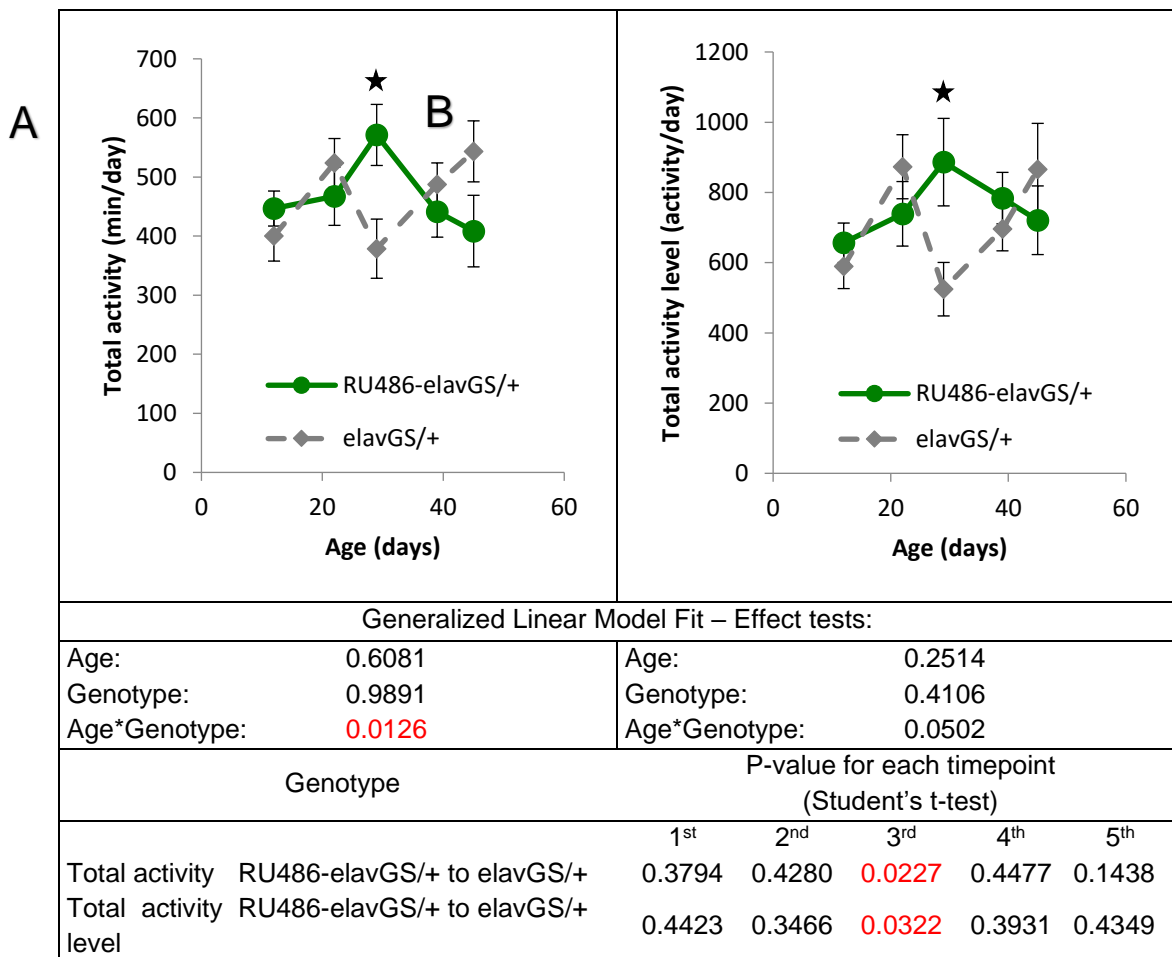 A
B
700
600
500
400
300
200
100
0
Total activity (min/day)
RU486-elavGS/+
elavGS/+
0 20 40 60
Age (days)
1200
1000
800
600
400
200
0
Total activity level (activity/day)
RU486-elavGS/+
elavGS/+
0 20 40 60
Age (days)
Generalized Linear Model Fit – Effect tests:
Age: 0.6081 Age: 0.2514
Genotype: 0.9891 Genotype: 0.4106
Age*Genotype: 0.0126 Age*Genotype: 0.0502
Genotype
P-value for each timepoint
(Student's t-test)
1st 2nd 3rd 4th 5th
Total activity RU486-elavGS/+ to elavGS/+ 0.3794 0.4280 0.0227 0.4477 0.1438
Total activity RU486-elavGS/+ to elavGS/+
level 0.4423 0.3466 0.0322 0.3931 0.4349